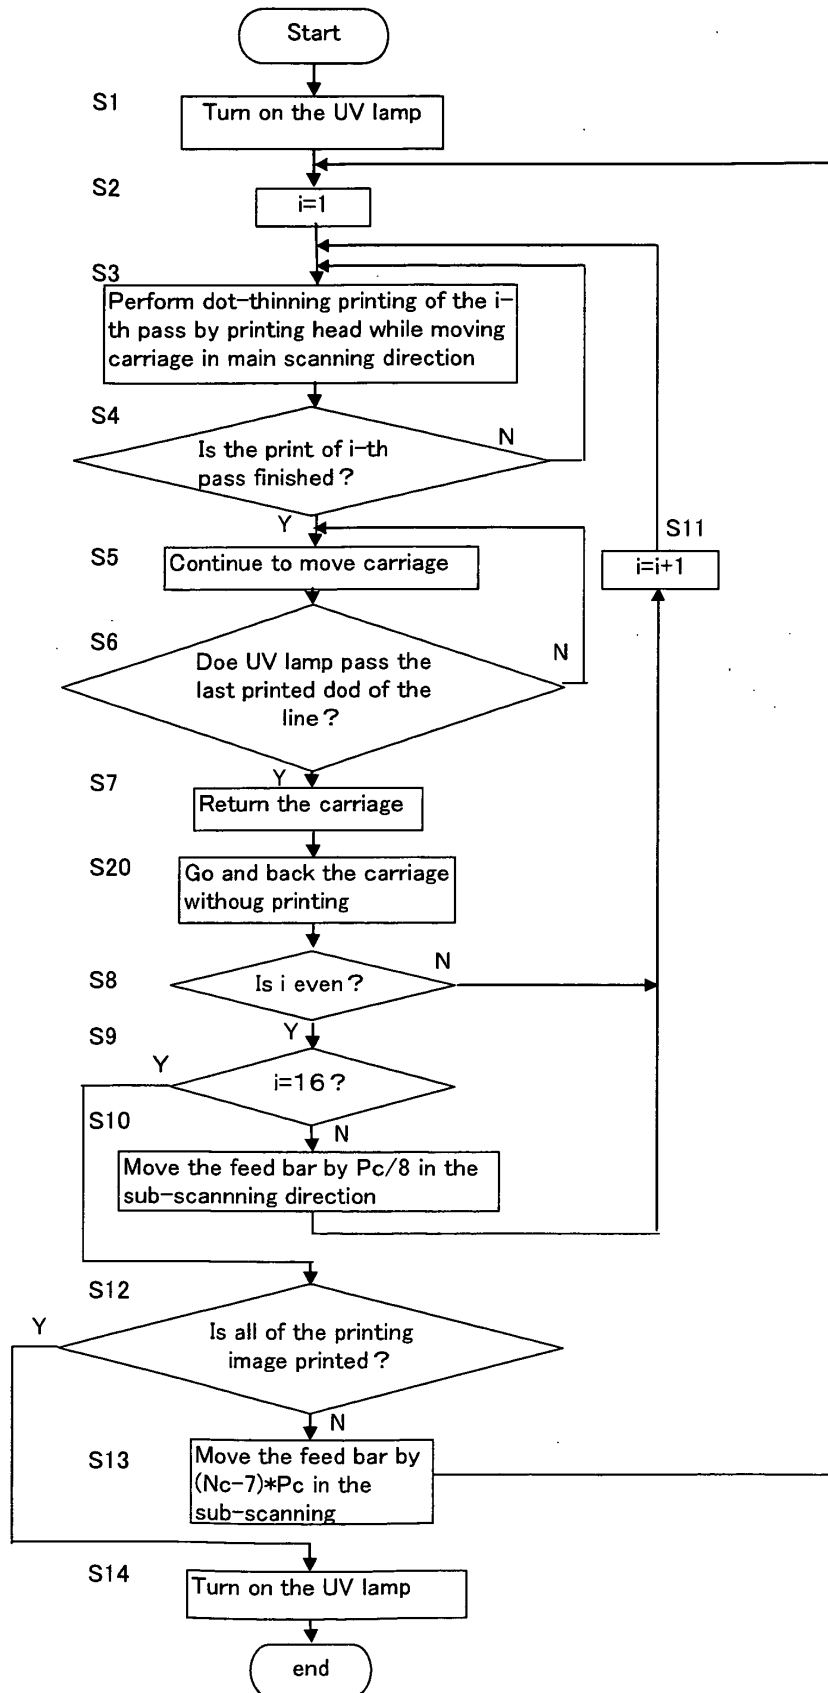 Start
S1
Turn on the UV lamp
S2
i=1
S3
Perform dot-thinning printing of the i-
th pass by printing head while moving
carriage in main scanning direction
S4
Is the print of i-th
pass finished?
N
Y
S11
S5
Continue to move carriage
i=i+1
S6
Doe UV lamp pass the
last printed dod of the
line?
N
Y
S7
Return the carriage
S20
Go and back the carriage
withoug printing
S8
Is i even?
N
Y
S9
Y
i=16?
S10
N
Move the feed bar by Pc/8 in the
sub-scannning direction
S12
Y
Is all of the printing
image printed?
N
S13
Move the feed bar by
(Nc-7)*Pc in the
sub-scanning
S14
Turn on the UV lamp
end